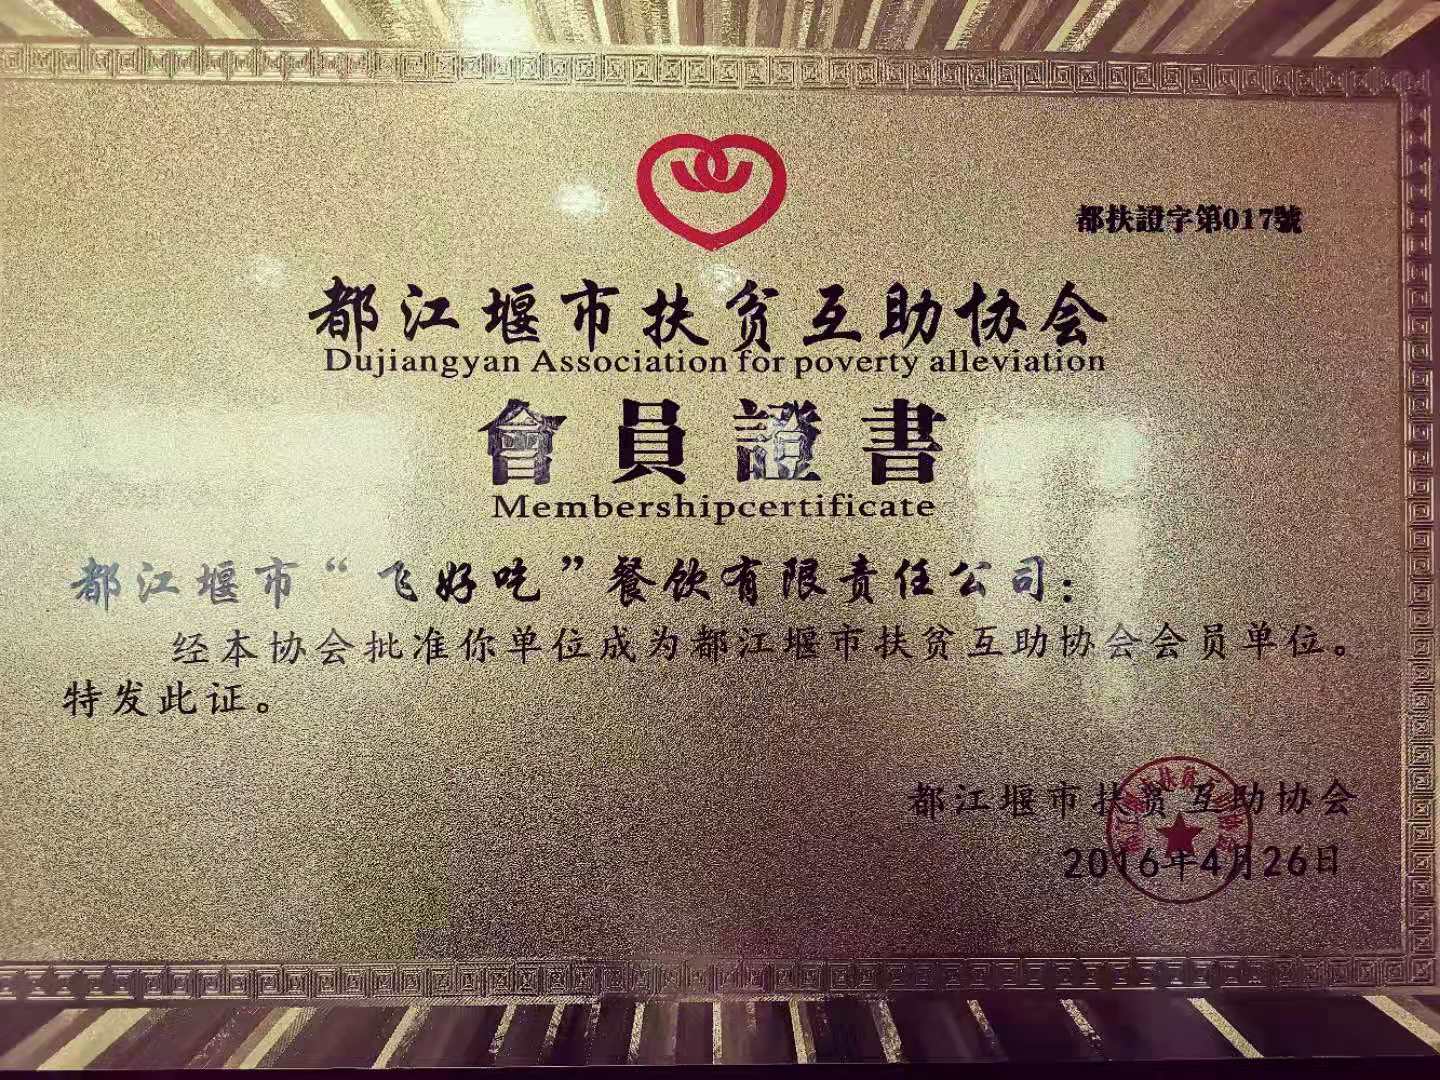 都扶證字第017號
都江堰市扶贫互助协会
Dujiangyan Association for poverty alleviation
會員證書
Membershipcertificate
都江堰市“飞好吃”餐饮有限责任公司：
经本协会批准你单位成为都江堰市扶贫互助协会会员单位。
特发此证。
都江堰市扶贫互助协会
2016年4月26日